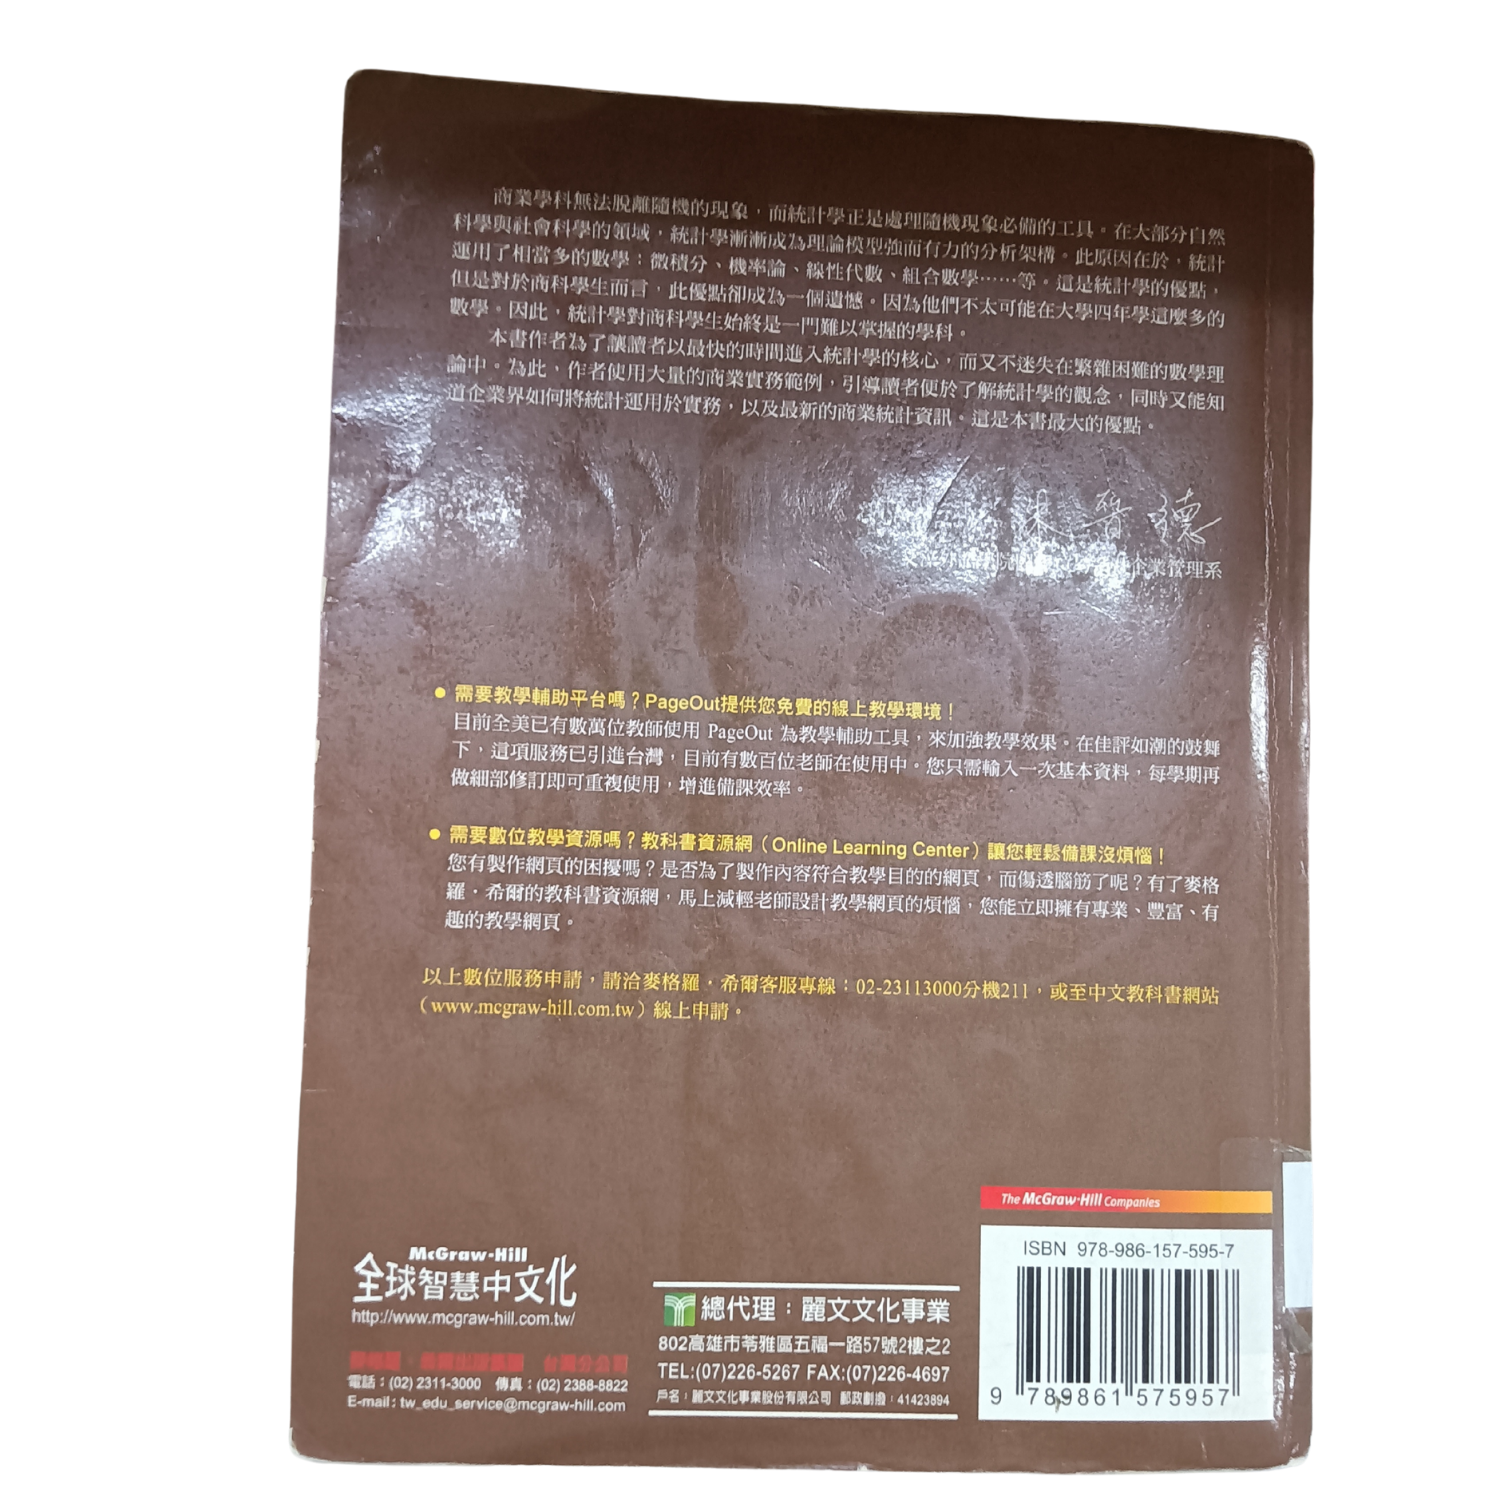 商業學科無法脫離隨機的現象，而統計學正是處理隨機現象必備的工具。在大部分自然
科學與社會科學的領域，統計學漸漸成為理論模型強而有力的分析架構。此原因在於，統計
運用了相當多的數學：微積分、機率論、線性代數、組合數學……等。這是統計學的優點，
但是對於商科學生而言，此優點卻成為一個遺憾。因為他們不太可能在大學四年學這麼多的
數學。因此，統計學對商科學生始終是一門難以掌握的學科。
本書作者為了讓讀者以最快的時間進入統計學的核心，而又不迷失在繁雜困難的數學理
論中。為此，作者使用大量的商業實務範例，引導讀者便於了解統計學的觀念，同時又能知
道企業界如何將統計運用於實務，以及最新的商業統計資訊。這是本書最大的優點。
企業管理系
● 需要教學輔助平台嗎？PageOut提供您免費的線上教學環境！
目前全美已有數萬位教師使用 PageOut 為教學輔助工具，來加強教學效果。在佳評如潮的鼓舞
下，這項服務已引進台灣，目前有數百位老師在使用中。您只需輸入一次基本資料，每學期再
做細部修訂即可重複使用，增進備課效率。
● 需要數位教學資源嗎？教科書資源網（Online Learning Center）讓您輕鬆備課沒煩惱！
您有製作網頁的困擾嗎？是否為了製作內容符合教學目的的網頁，而傷透腦筋了呢？有了麥格
羅．希爾的教科書資源網，馬上減輕老師設計教學網頁的煩惱，您能立即擁有專業、豐富、有
趣的教學網頁。
以上數位服務申請，請洽麥格羅．希爾客服專線：02-23113000分機211，或至中文教科書網站
（www.mcgraw-hill.com.tw）線上申請。
McGraw-Hill
全球智慧中文化
http://www.mcgraw-hill.com.tw/
台灣分公司
電話：(02) 2311-3000 傳真：(02) 2388-8822
E-mail: tw_edu_service@mcgraw-hill.com
總代理：麗文文化事業
802高雄市苓雅區五福一路57號2樓之2
TEL:(07)226-5267 FAX:(07)226-4697
戶名：麗文文化事業股份有限公司 郵政劃撥：41423894
The McGraw-Hill Companies
ISBN 978-986-157-595-7
9 789861 575957